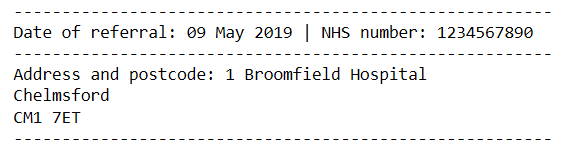 -----------------------------------------------------
Date of referral: 09 May 2019 | NHS number: 1234567890
-----------------------------------------------------
Address and postcode: 1 Broomfield Hospital
Chelmsford
CM1 7ET
-----------------------------------------------------